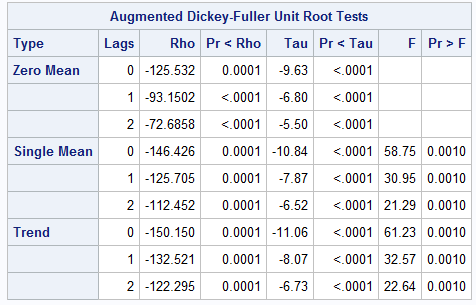 Augmented Dickey-Fuller Unit Root Tests
Type Lags Rho Pr < Rho Tau Pr < Tau F Pr > F
Zero Mean 0 -125.532 0.0001 -9.63 <.0001
1 -93.1502 <.0001 -6.80 <.0001
2 -72.6858 <.0001 -5.50 <.0001
Single Mean 0 -146.426 0.0001 -10.84 <.0001 58.75 0.0010
1 -125.705 0.0001 -7.87 <.0001 30.95 0.0010
2 -112.452 0.0001 -6.52 <.0001 21.29 0.0010
Trend 0 -150.150 0.0001 -11.06 <.0001 61.23 0.0010
1 -132.521 0.0001 -8.07 <.0001 32.57 0.0010
2 -122.295 0.0001 -6.73 <.0001 22.64 0.0010